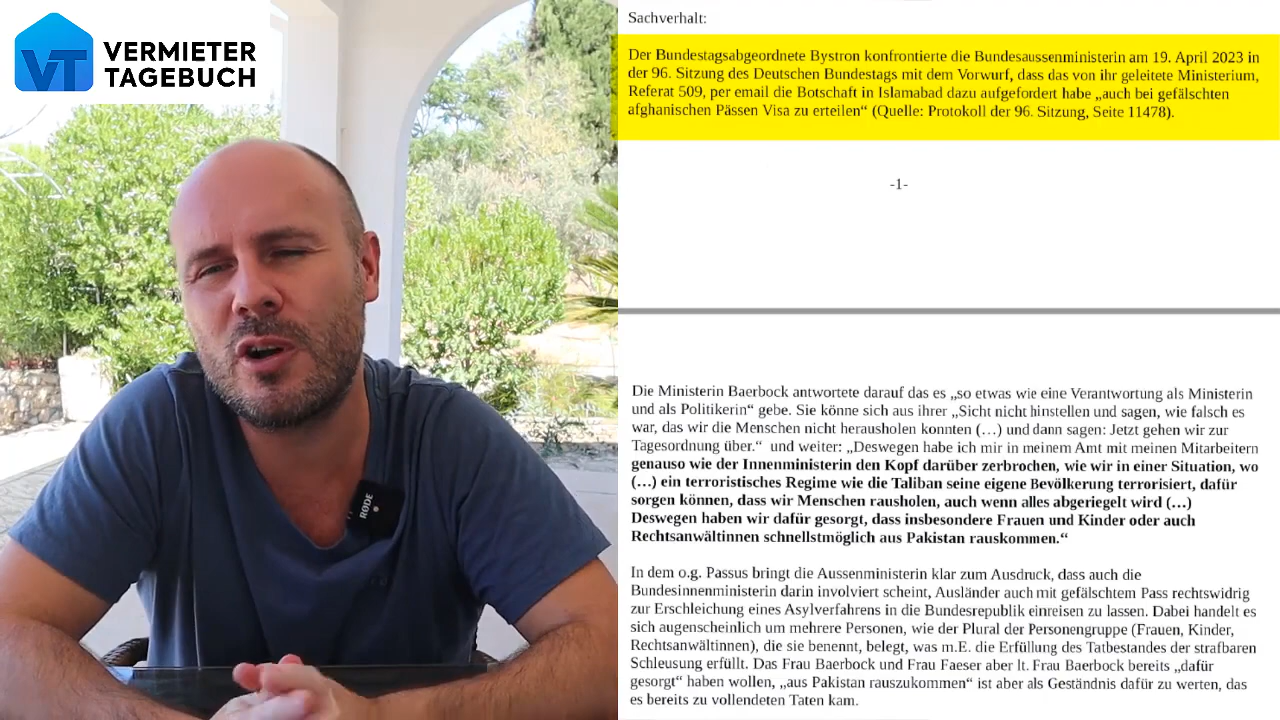 VERMIETER
TAGEBUCH
VT
RØDE
Sachverhalt:
Der Bundestagsabgeordnete Bystron konfrontierte die Bundesaussenministerin am 19. April 2023 in
der 96. Sitzung des Deutschen Bundestags mit dem Vorwurf, dass das von ihr geleitete Ministerium,
Referat 509, per email die Botschaft in Islamabad dazu aufgefordert habe „auch bei gefälschten
afghanischen Pässen Visa zu erteilen“ (Quelle: Protokoll der 96. Sitzung, Seite 11478).
-1-
Die Ministerin Baerbock antwortete darauf das es „so etwas wie eine Verantwortung als Ministerin
und als Politikerin“ gebe. Sie könne sich aus ihrer „Sicht nicht hinstellen und sagen, wie falsch es
war, das wir die Menschen nicht herausholen konnten (…) und dann sagen: Jetzt gehen wir zur
Tagesordnung über.“ und weiter: „Deswegen habe ich mir in meinem Amt mit meinen Mitarbeitern
genauso wie der Innenministerin den Kopf darüber zerbrochen, wie wir in einer Situation, wo
(…) ein terroristisches Regime wie die Taliban seine eigene Bevölkerung terrorisiert, dafür
sorgen können, dass wir Menschen rausholen, auch wenn alles abgeriegelt wird (…)
Deswegen haben wir dafür gesorgt, dass insbesondere Frauen und Kinder oder auch
Rechtsanwältinnen schnellstmöglich aus Pakistan rauskommen.“
In dem o.g. Passus bringt die Aussenministerin klar zum Ausdruck, dass auch die
Bundesinnenministerin darin involviert scheint, Ausländer auch mit gefälschtem Pass rechtswidrig
zur Erschleichung eines Asylverfahrens in die Bundesrepublik einreisen zu lassen. Dabei handelt es
sich augenscheinlich um mehrere Personen, wie der Plural der Personengruppe (Frauen, Kinder,
Rechtsanwältinnen), die sie benennt, belegt, was m.E. die Erfüllung des Tatbestandes der strafbaren
Schleusung erfüllt. Das Frau Baerbock und Frau Faeser aber lt. Frau Baerbock bereits „dafür
gesorgt“ haben wollen, „aus Pakistan rauszukommen“ ist aber als Geständnis dafür zu werten, das
es bereits zu vollendeten Taten kam.